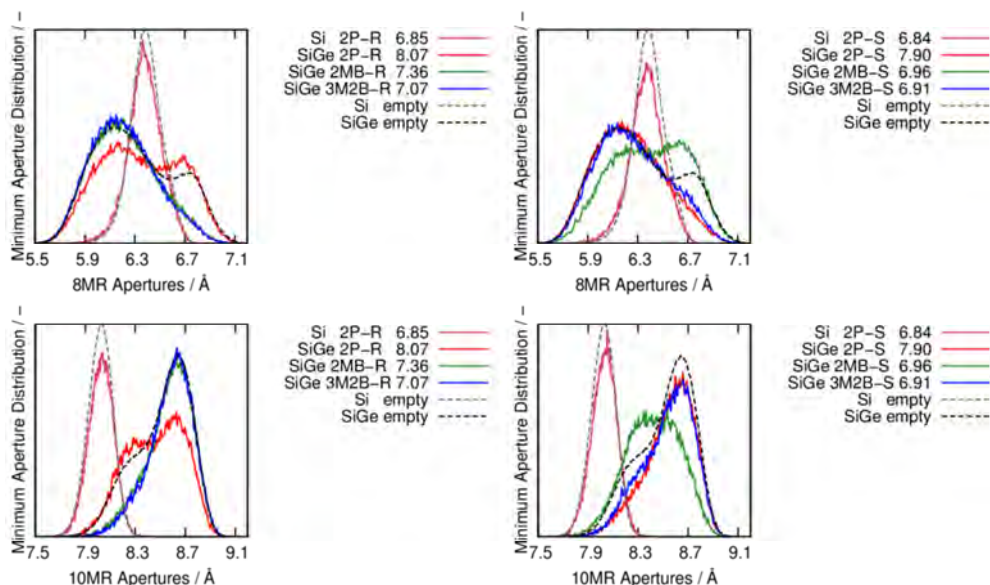 Minimum Aperture Distribution / –
Si 2P-R 6.85
SiGe 2P-R 8.07
SiGe 2MB-R 7.36
SiGe 3M2B-R 7.07
Si empty
SiGe empty
5.5 5.9 6.3 6.7 7.1
8MR Apertures / Å
Minimum Aperture Distribution / –
Si 2P-S 6.84
SiGe 2P-S 7.90
SiGe 2MB-S 6.96
SiGe 3M2B-S 6.91
Si empty
SiGe empty
5.5 5.9 6.3 6.7 7.1
8MR Apertures / Å
Minimum Aperture Distribution / –
Si 2P-R 6.85
SiGe 2P-R 8.07
SiGe 2MB-R 7.36
SiGe 3M2B-R 7.07
Si empty
SiGe empty
7.5 7.9 8.3 8.7 9.1
10MR Apertures / Å
Minimum Aperture Distribution / –
Si 2P-S 6.84
SiGe 2P-S 7.90
SiGe 2MB-S 6.96
SiGe 3M2B-S 6.91
Si empty
SiGe empty
7.5 7.9 8.3 8.7 9.1
10MR Apertures / Å